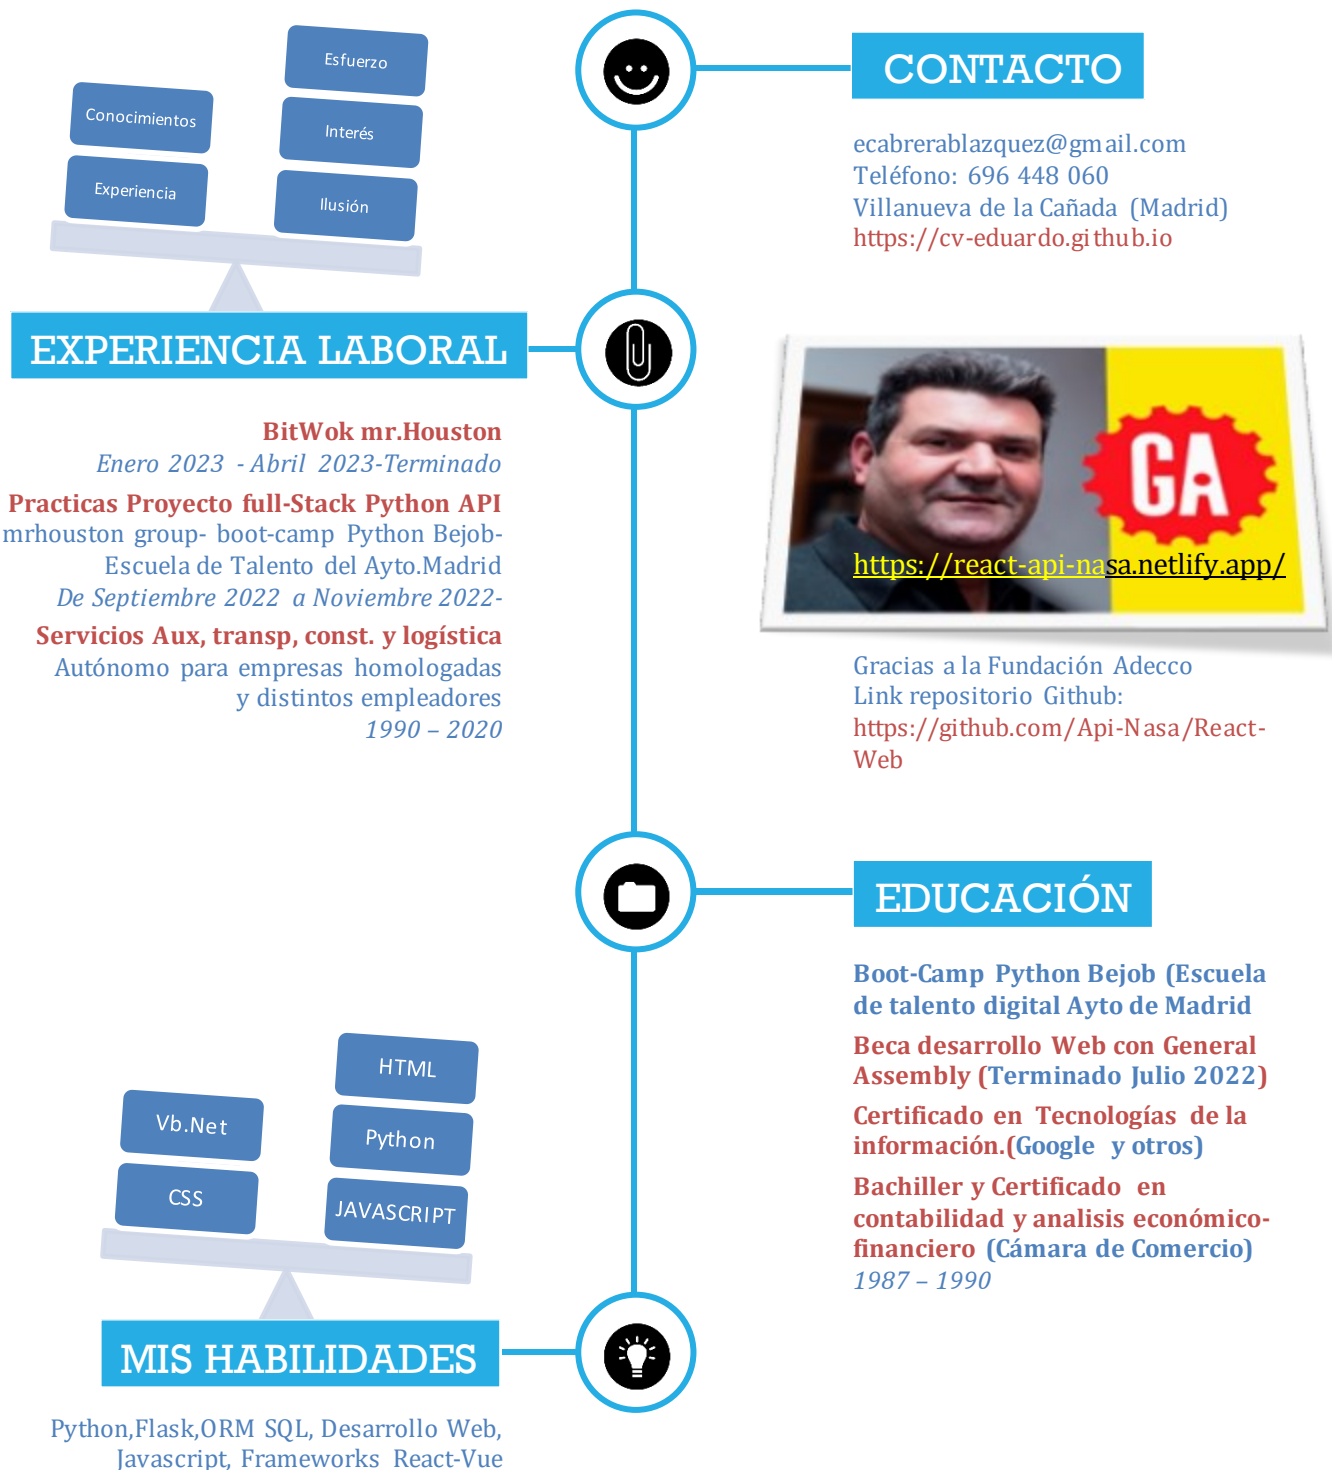 Esfuerzo
Conocimientos
Interés
Experiencia
Ilusión
CONTACTO
ecabrerablazquez@gmail.com
Teléfono: 696 448 060
Villanueva de la Cañada (Madrid)
https://cv-eduardo.github.io
EXPERIENCIA LABORAL
BitWok mr.Houston
Enero 2023 - Abril 2023-Terminado
Practicas Proyecto full-Stack Python API
mrhouston group- boot-camp Python Bejob-
Escuela de Talento del Ayto.Madrid
De Septiembre 2022 a Noviembre 2022-
Servicios Aux, transp, const. y logística
Autónomo para empresas homologadas
y distintos empleadores
1990 – 2020
GA
https://react-api-nasa.netlify.app/
Gracias a la Fundación Adecco
Link repositorio Github:
https://github.com/Api-Nasa/React-
Web
EDUCACIÓN
Boot-Camp Python Bejob (Escuela
de talento digital Ayto de Madrid
Beca desarrollo Web con General
Assembly (Terminado Julio 2022)
Certificado en Tecnologías de la
información.(Google y otros)
Bachiller y Certificado en
contabilidad y analisis económico-
financiero (Cámara de Comercio)
1987 – 1990
HTML
Vb.Net
Python
CSS
JAVASCRIPT
MIS HABILIDADES
Python,Flask,ORM SQL, Desarrollo Web,
Javascript, Frameworks React-Vue